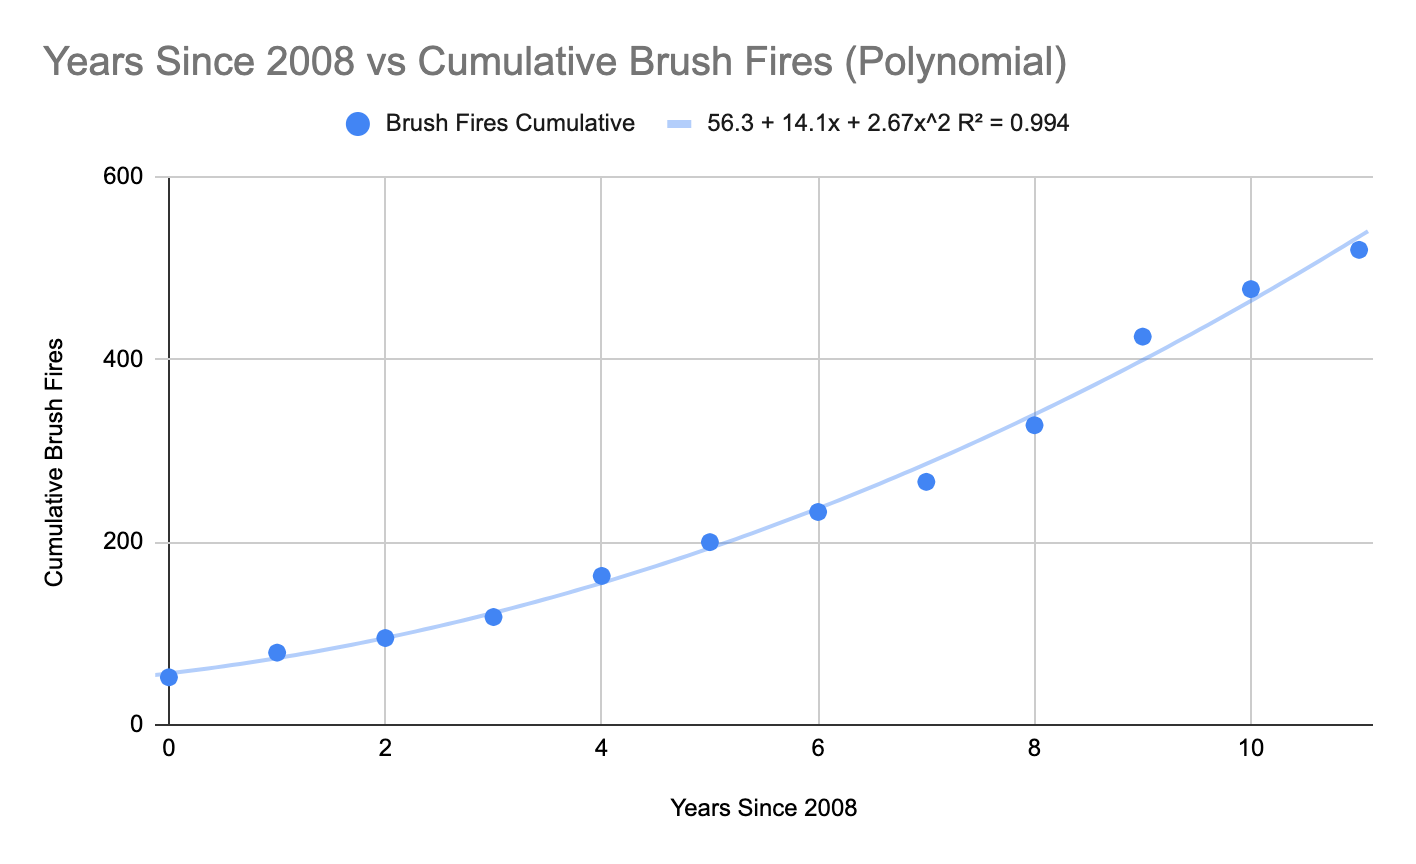 Years Since 2008 vs Cumulative Brush Fires (Polynomial)
Brush Fires Cumulative
56.3 + 14.1x + 2.67x^2 R² = 0.994
Cumulative Brush Fires
600
400
200
0
0 2 4 6 8 10
Years Since 2008